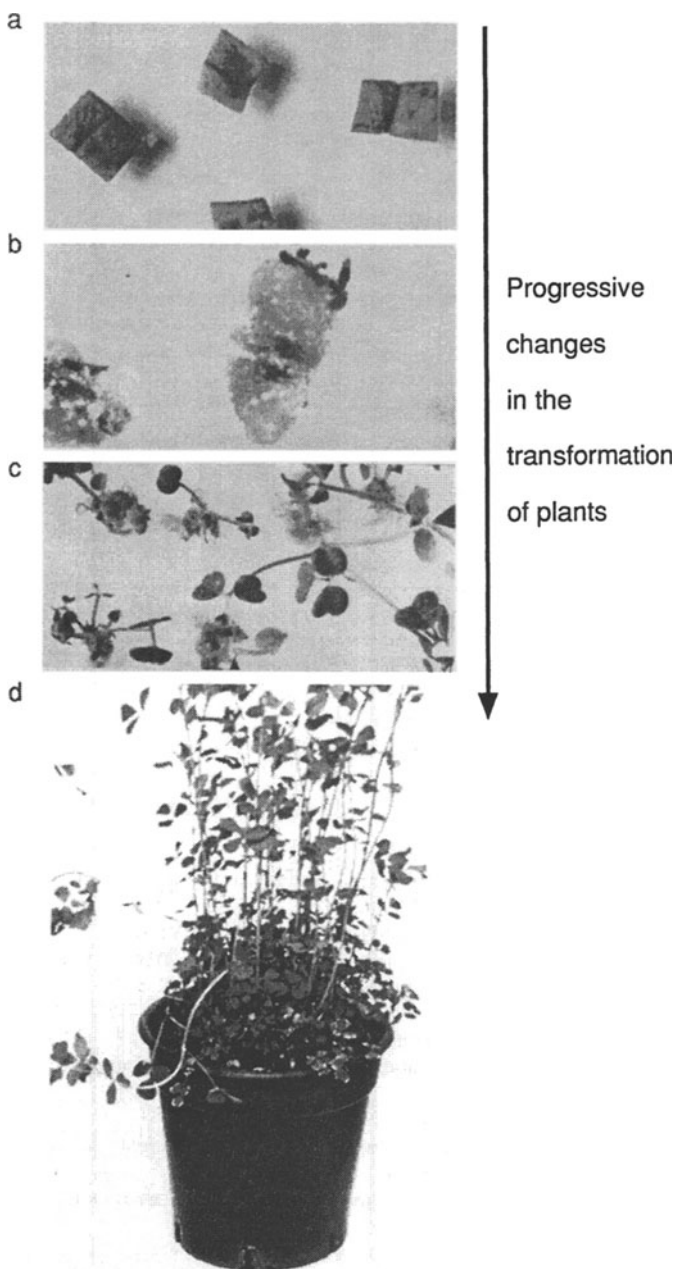 a
b
c
d
Progressive
changes
in the
transformation
of plants